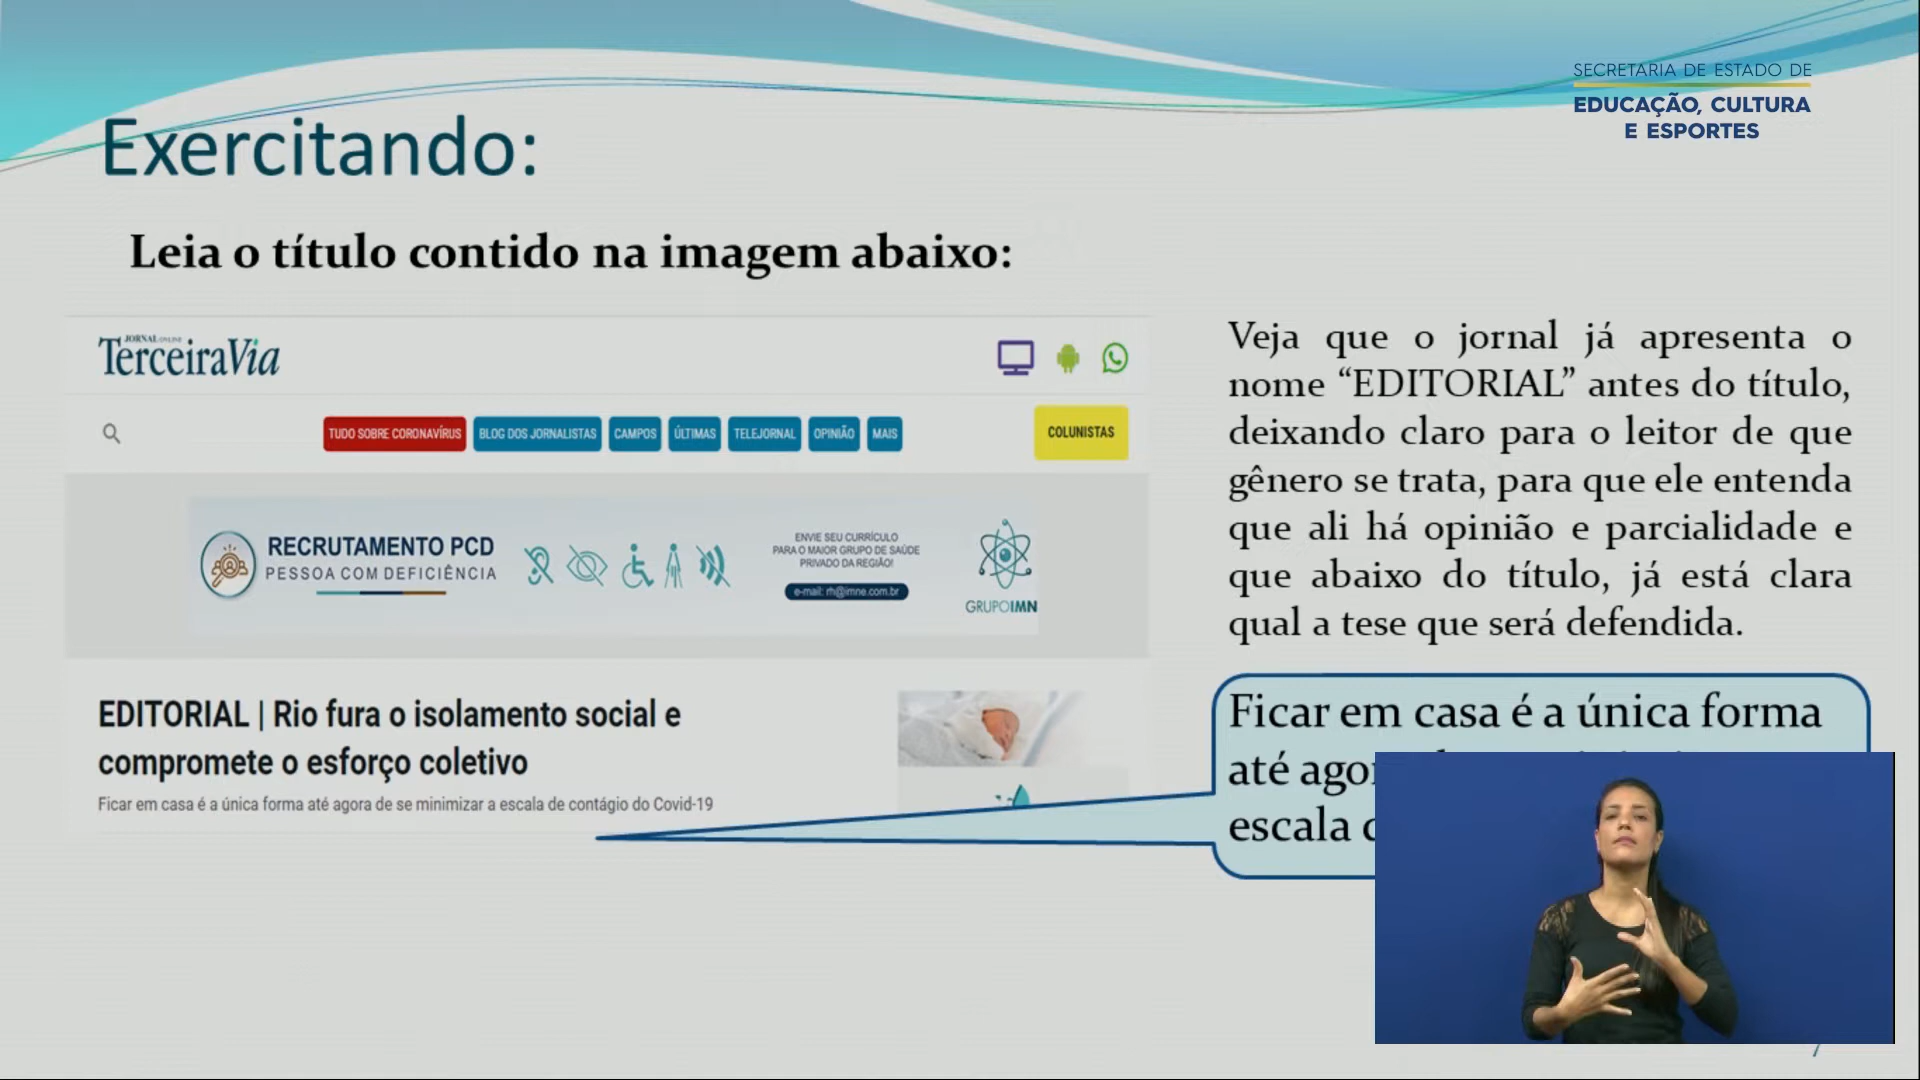 SECRETARIA DE ESTADO DE
EDUCAÇÃO, CULTURA
E ESPORTES
Exercitando:
Leia o título contido na imagem abaixo:
JORNAL ONLINE
TerceiraVia
TUDO SOBRE CORONAVÍRUS
BLOG DOS JORNALISTAS
CAMPOS
ÚLTIMAS
TELEJORNAL
OPINIÃO
MAIS
COLUNISTAS
RECRUTAMENTO PCD
PESSOA COM DEFICIÊNCIA
ENVIE SEU CURRÍCULO
PARA O MAIOR GRUPO DE SAÚDE
PRIVADO DA REGIÃO!
e-mail: rh@imne.com.br
GRUPOIMN
EDITORIAL | Rio fura o isolamento social e
compromete o esforço coletivo
Ficar em casa é a única forma até agora de se minimizar a escala de contágio do Covid-19
Veja que o jornal já apresenta o
nome “EDITORIAL” antes do título,
deixando claro para o leitor de que
gênero se trata, para que ele entenda
que ali há opinião e parcialidade e
que abaixo do título, já está clara
qual a tese que será defendida.
Ficar em casa é a única forma
até
escala
7